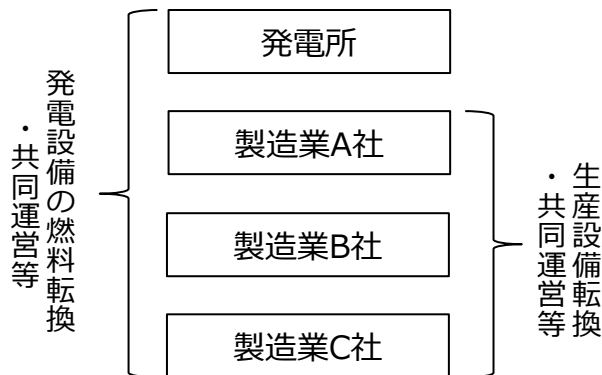 発電所
製造業A社
製造業B社
製造業C社
発電設備の燃料転換
・共同運営等
生産設備転換
・共同運営等